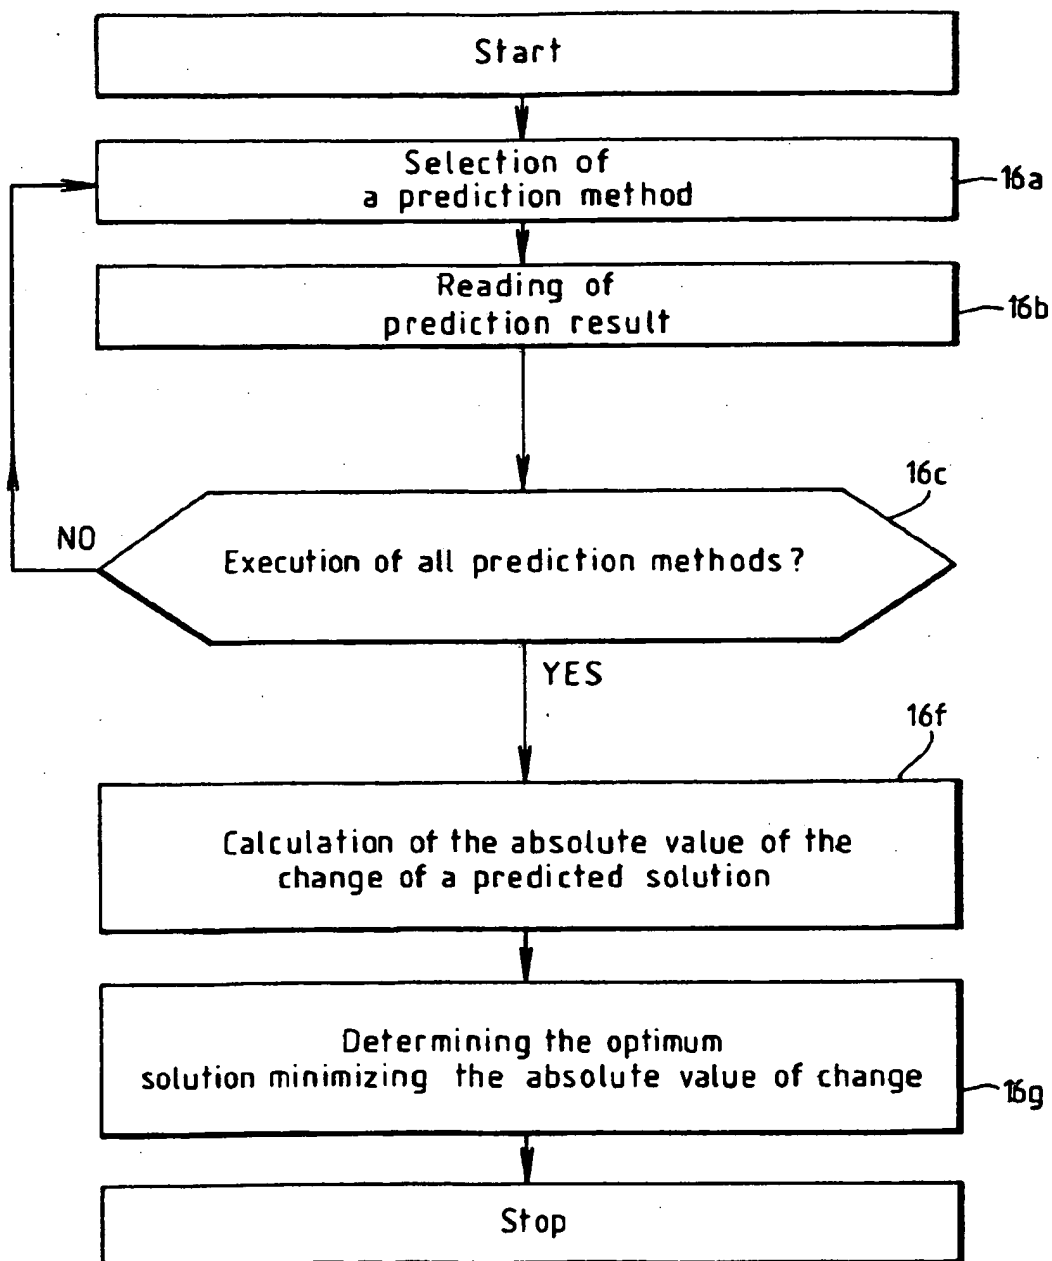 Start
Selection of
a prediction method
16a
Reading of
prediction result
16b
16c
NO
Execution of all prediction methods?
YES
16f
Calculation of the absolute value of the
change of a predicted solution
Determining the optimum
solution minimizing the absolute value of change
16g
Stop